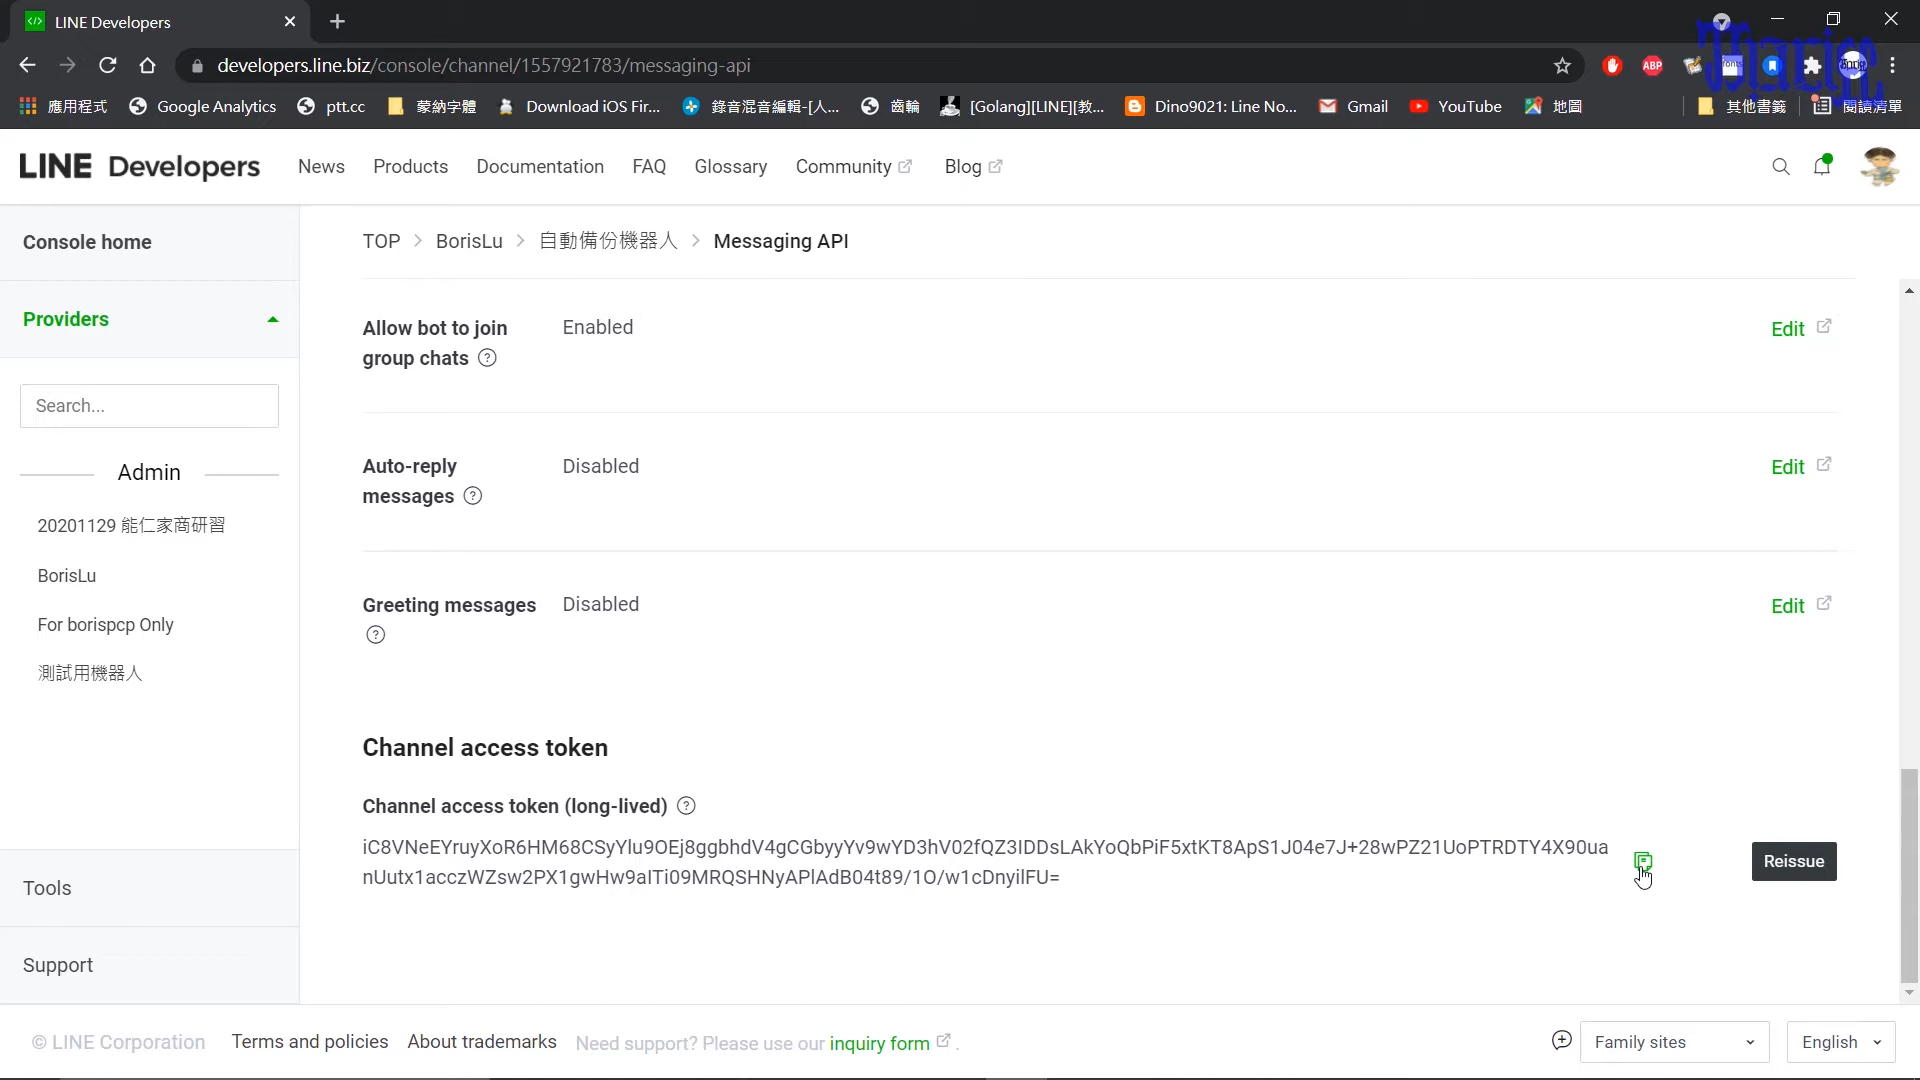 LINE Developers
developers.line.biz/console/channel/1557921783/messaging-api
ABP
fonts
應用程式
Google Analytics
ptt.cc
蒙納字體
Download iOS Fir...
錄音混音編輯-[人...
齒輪
[Golang][LINE][教...
Dino9021: Line No...
Gmail
YouTube
地圖
其他書籤
閱讀清單
LINE Developers
News
Products
Documentation
FAQ
Glossary
Community
Blog
Console home
Providers
Search...
Admin
20201129 能仁家商研習
BorisLu
For borispcp Only
測試用機器人
Tools
Support
TOP > BorisLu > 自動備份機器人 > Messaging API
Allow bot to join
group chats
Enabled
Edit
Auto-reply
messages
Disabled
Edit
Greeting messages
Disabled
Edit
Channel access token
Channel access token (long-lived)
iC8VNeEYruyXoR6HM68CSyYlu9OEj8ggbhdV4gCGbyyYv9wYD3hV02fQZ3IDDsLAkYoQbPiF5xtKT8ApS1J04e7J+28wPZ21UoPTRDTY4X90ua
nUutx1acczWZsw2PX1gwHw9aITi09MRQSHNyAPlAdB04t89/1O/w1cDnyilFU=
Reissue
© LINE Corporation
Terms and policies
About trademarks
Need support? Please use our inquiry form .
Family sites
English